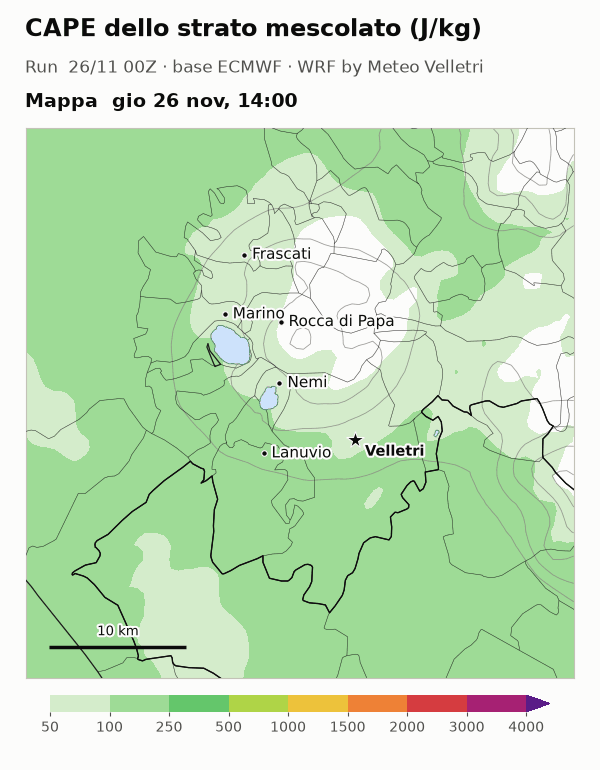 CAPE dello strato mescolato (J/kg)
Run  26/11 00Z · base ECMWF · WRF by Meteo Velletri
Mappa  gio 26 nov, 14:00
Frascati
Marino
Rocca di Papa
Nemi
Velletri
Lanuvio
10 km
50 100 250 500 1000 1500 2000 3000 4000